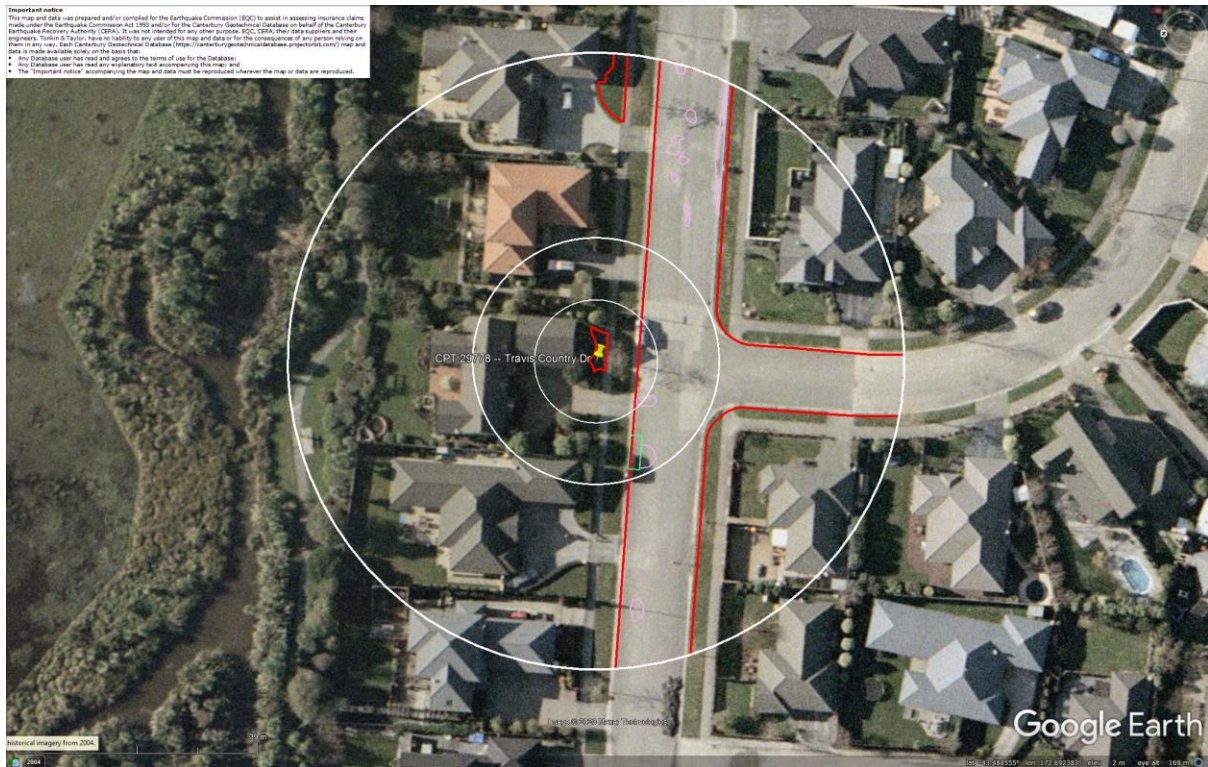 Important notice
This map and data was prepared and/or compiled for the Earthquake Commission (EQC) to assist in assessing insurance claims
made under the Earthquake Commission Act 1993 and/or for the Canterbury Geotechnical Database on behalf of the Canterbury
Earthquake Recovery Authority (CERA). It was not intended for any other purpose. EQC, CERA, their data suppliers and their
engineers, Tonkin & Taylor, have no liability to any user of this map and data or for the consequences of any person relying on
them in any way. Each Canterbury Geotechnical Database (https://canterburygeotechnicaldatabase.projectorbit.com/) map and
data is made available solely on the basis that:
• Any Database user has read and agrees to the terms of use for the Database;
• Any Database user has read any explanatory text accompanying this map; and
• The "Important notice" accompanying the map and data must be reproduced wherever the map or data are reproduced.
CPT 29778 -- Travis Country Dr
Google Earth
historical imagery from 2004.
2004
lon 172.692383° elev 2 m eye alt 169 m